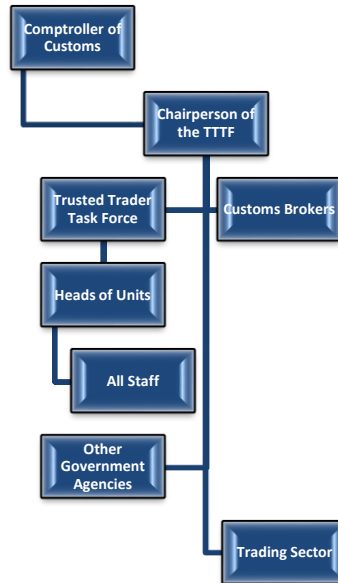 Comptroller of
Customs
Chairperson of
the TTTF
Trusted Trader
Task Force
Customs Brokers
Heads of Units
All Staff
Other
Government
Agencies
Trading Sector